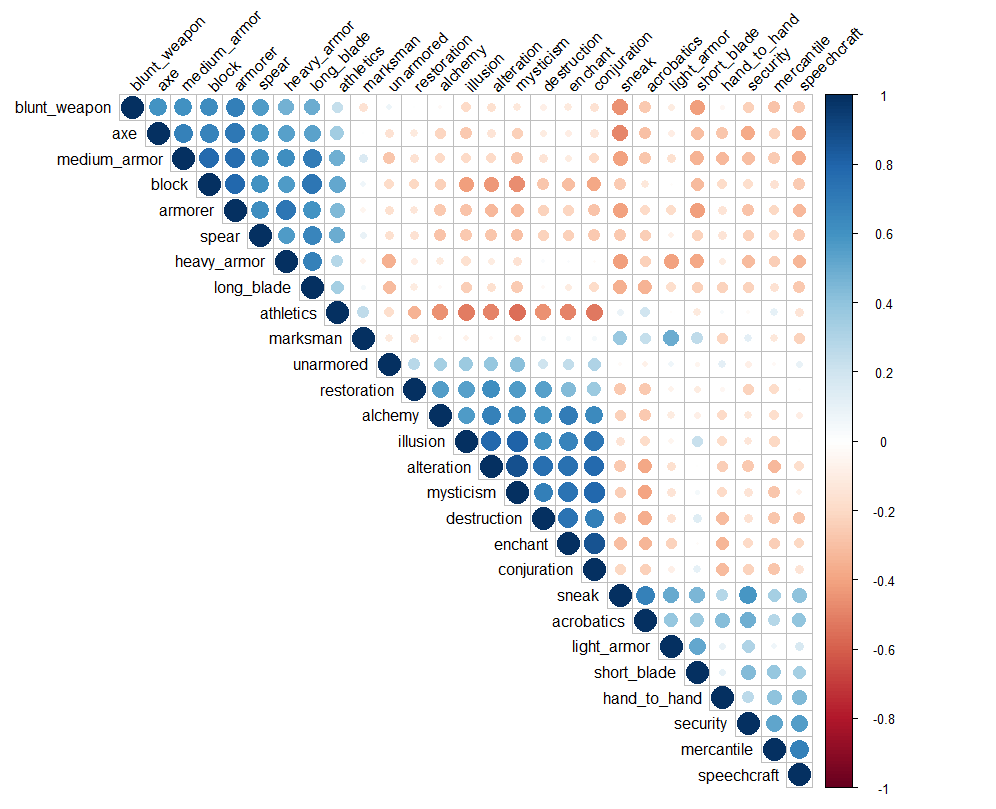 blunt_weapon
axe
medium_armor
block
armorer
spear
heavy_armor
long_blade
athletics
marksman
unarmored
restoration
alchemy
illusion
alteration
mysticism
destruction
enchant
conjuration
sneak
acrobatics
light_armor
short_blade
hand_to_hand
security
mercantile
speechcraft
blunt_weapon
axe
medium_armor
block
armorer
spear
heavy_armor
long_blade
athletics
marksman
unarmored
restoration
alchemy
illusion
alteration
mysticism
destruction
enchant
conjuration
sneak
acrobatics
light_armor
short_blade
hand_to_hand
security
mercantile
speechcraft
1
0.8
0.6
0.4
0.2
0
-0.2
-0.4
-0.6
-0.8
-1